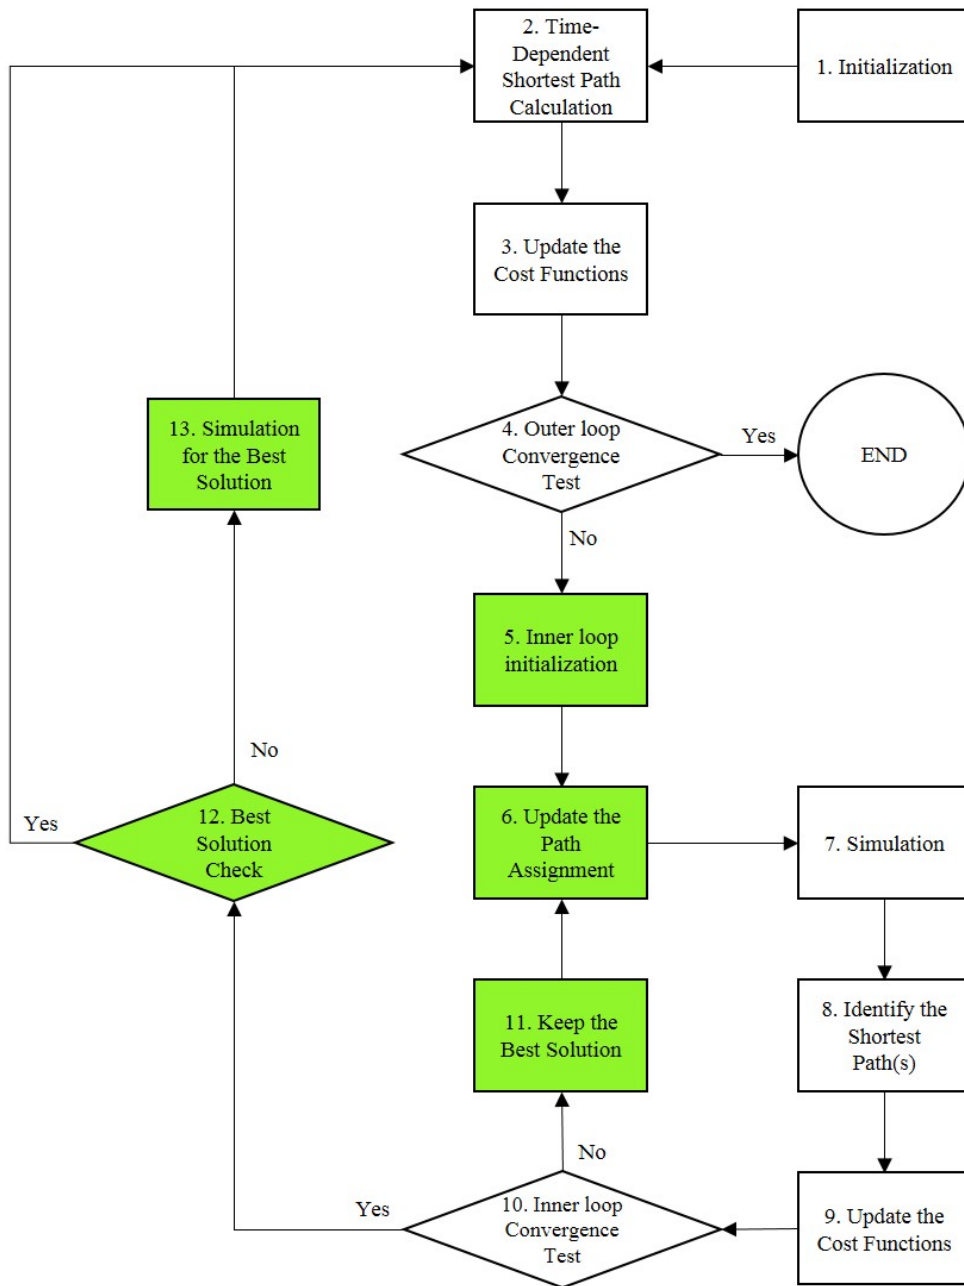 2. Time-
Dependent
Shortest Path
Calculation
1. Initialization
3. Update the
Cost Functions
4. Outer loop
Convergence
Test
Yes
END
No
13. Simulation
for the Best
Solution
5. Inner loop
initialization
No
Yes
12. Best
Solution
Check
6. Update the
Path
Assignment
7. Simulation
11. Keep the
Best Solution
8. Identify the
Shortest
Path(s)
No
Yes
10. Inner loop
Convergence
Test
9. Update the
Cost Functions